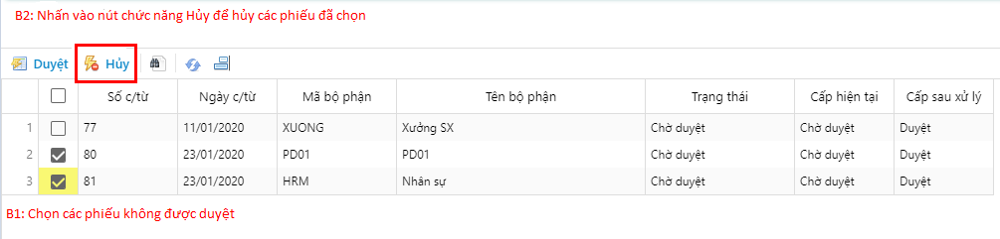 B2: Nhấn vào nút chức năng Hủy để hủy các phiếu đã chọn
Duyệt Hủy
Số c/từ Ngày c/từ Mã bộ phận Tên bộ phận Trạng thái Cấp hiện tại Cấp sau xử lý
1 77 11/01/2020 XUONG Xưởng SX Chờ duyệt Chờ duyệt Duyệt
2 80 23/01/2020 PD01 PD01 Chờ duyệt Chờ duyệt Duyệt
3 81 23/01/2020 HRM Nhân sự Chờ duyệt Chờ duyệt Duyệt
B1: Chọn các phiếu không được duyệt